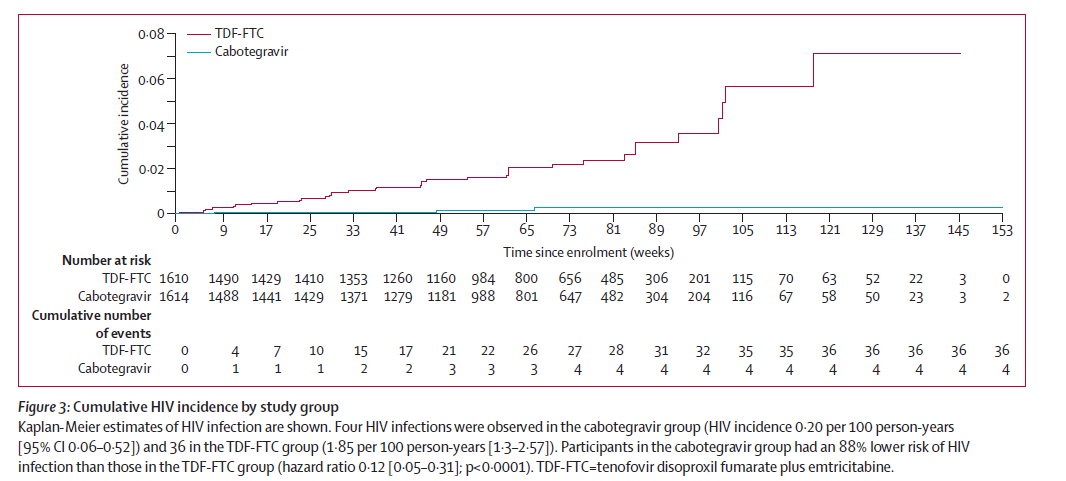 0·08
TDF-FTC
Cabotegravir
0·06
0·04
0·02
0
Cumulative incidence
0 9 17 25 33 41 49 57 65 73 81 89 97 105 113 121 129 137 145 153
Time since enrolment (weeks)
Number at risk
TDF-FTC 1610 1490 1429 1410 1353 1260 1160 984 800 656 485 306 201 115 70 63 52 22 3 0
Cabotegravir 1614 1488 1441 1429 1371 1279 1181 988 801 647 482 304 204 116 67 58 50 23 3 2
Cumulative number
of events
TDF-FTC 0 4 7 10 15 17 21 22 26 27 28 31 32 35 35 36 36 36 36 36
Cabotegravir 0 1 1 1 2 2 3 3 3 4 4 4 4 4 4 4 4 4 4 4
Figure 3: Cumulative HIV incidence by study group
Kaplan-Meier estimates of HIV infection are shown. Four HIV infections were observed in the cabotegravir group (HIV incidence 0·20 per 100 person-years
[95% CI 0·06–0·52]) and 36 in the TDF-FTC group (1·85 per 100 person-years [1·3–2·57]). Participants in the cabotegravir group had an 88% lower risk of HIV
infection than those in the TDF-FTC group (hazard ratio 0·12 [0·05–0·31]; p<0·0001). TDF-FTC=tenofovir disoproxil fumarate plus emtricitabine.